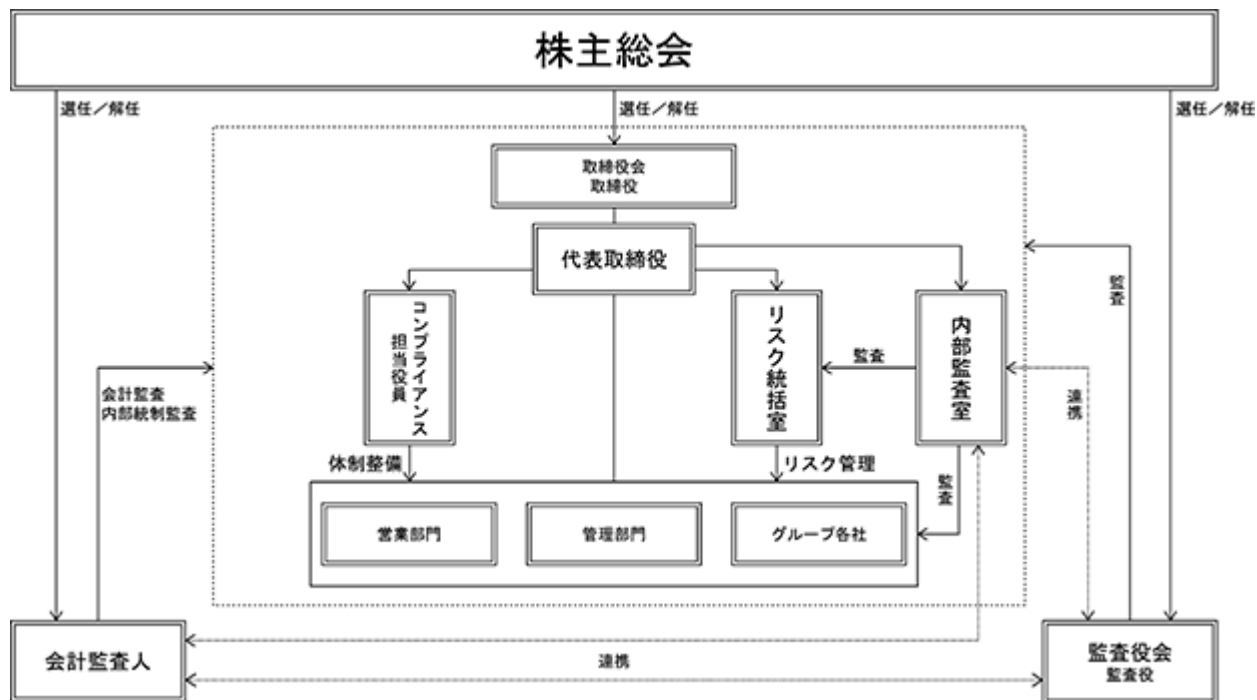 株主総会
選任／解任
選任／解任
選任／解任
取締役会
取締役
代表取締役
コンプライアンス
担当役員
リスク統括室
内部監査室
監査
監査
連携
会計監査
内部統制監査
体制整備
リスク管理
監査
営業部門
管理部門
グループ各社
会計監査人
連携
監査役会
監査役